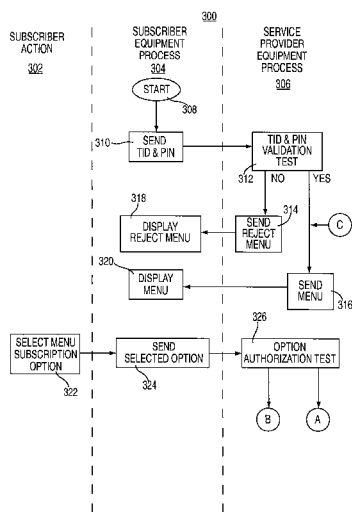 300
SUBSCRIBER
ACTION
302
SUBSCRIBER
EQUIPMENT
PROCESS
304
SERVICE
PROVIDER
EQUIPMENT
PROCESS
306
START
308
310
SEND
TID & PIN
TID & PIN
VALIDATION
TEST
312
NO
YES
318
DISPLAY
REJECT MENU
SEND
REJECT
MENU
314
C
320
DISPLAY
MENU
SEND
MENU
316
SELECT MENU
SUBSCRIPTION
OPTION
322
SEND
SELECTED OPTION
324
326
OPTION
AUTHORIZATION TEST
B
A